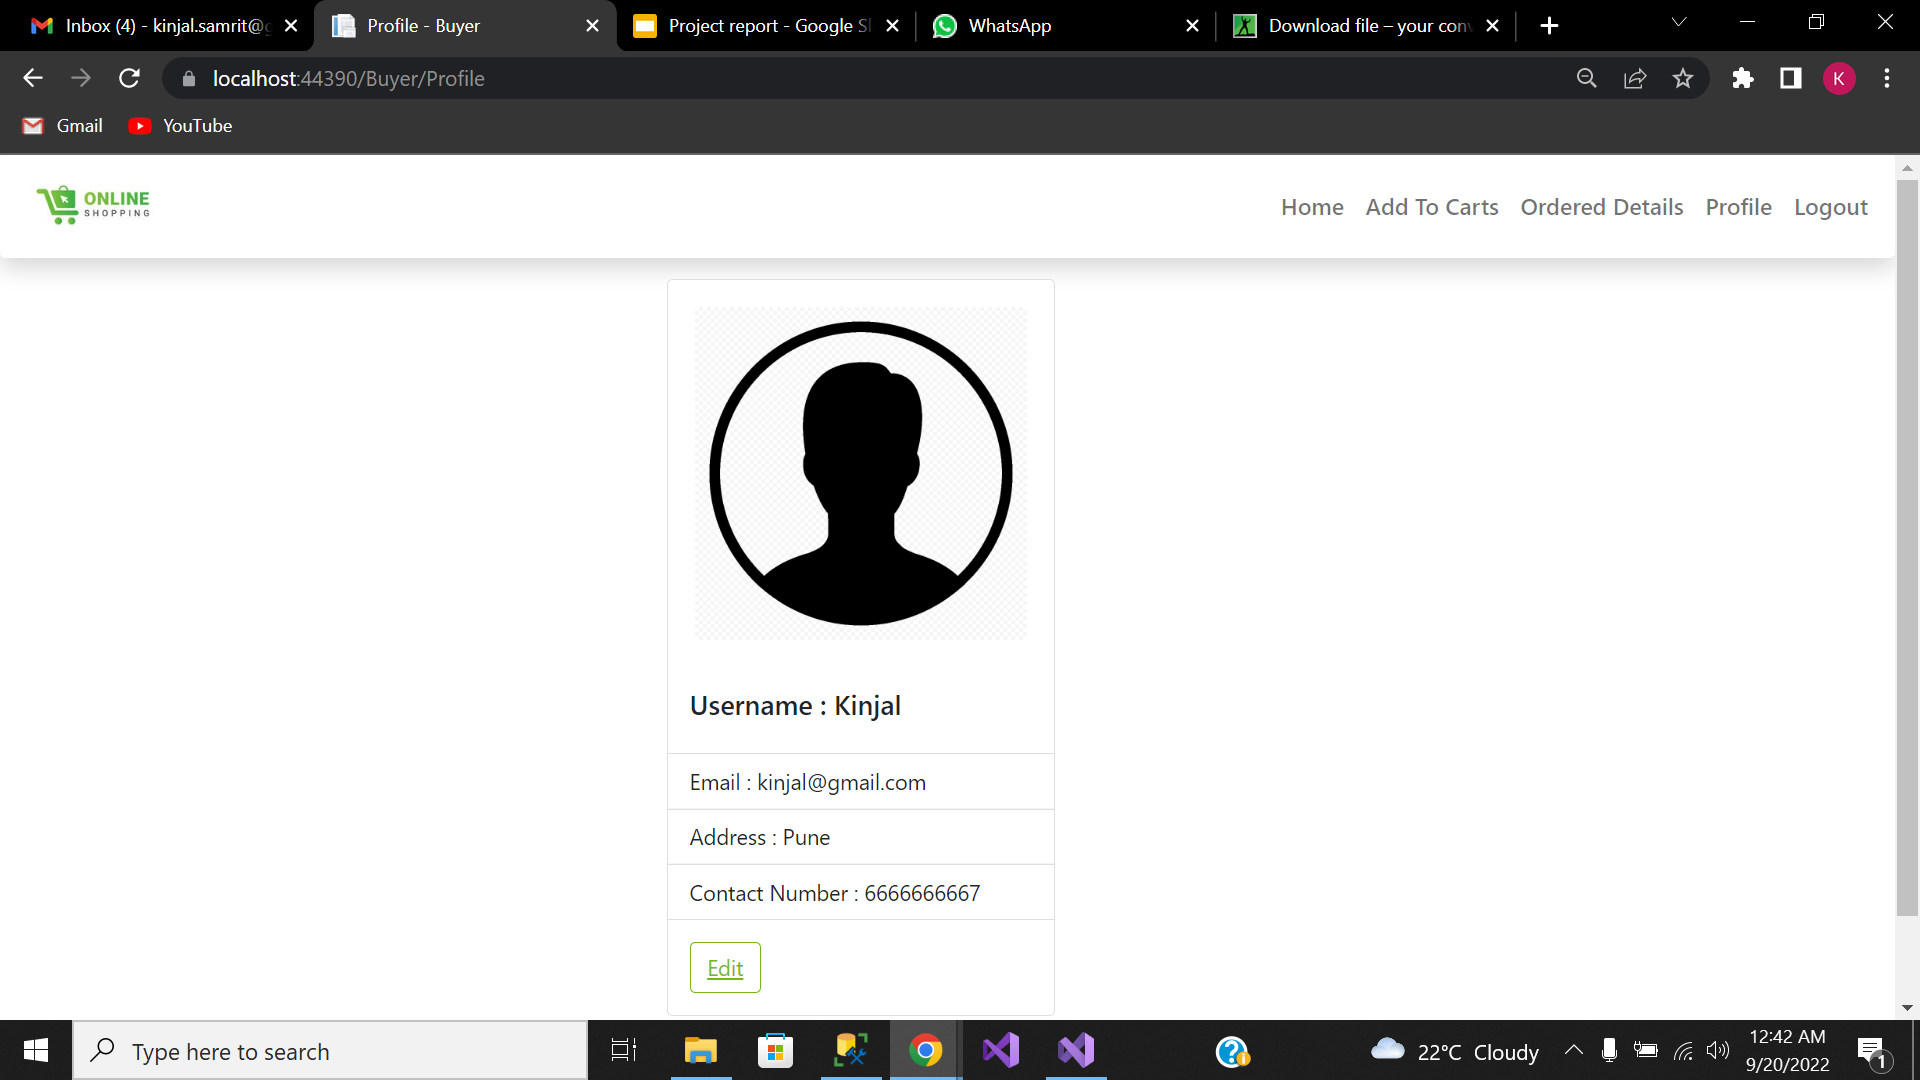 Inbox (4) - kinjal.samrit@g
Profile - Buyer
Project report - Google Sl
WhatsApp
Download file – your conv
localhost:44390/Buyer/Profile
K
Gmail
YouTube
ONLINE
SHOPPING
Home
Add To Carts
Ordered Details
Profile
Logout
Username : Kinjal
Email : kinjal@gmail.com
Address : Pune
Contact Number : 6666666667
Edit
Type here to search
22°C Cloudy
12:42 AM
9/20/2022
1